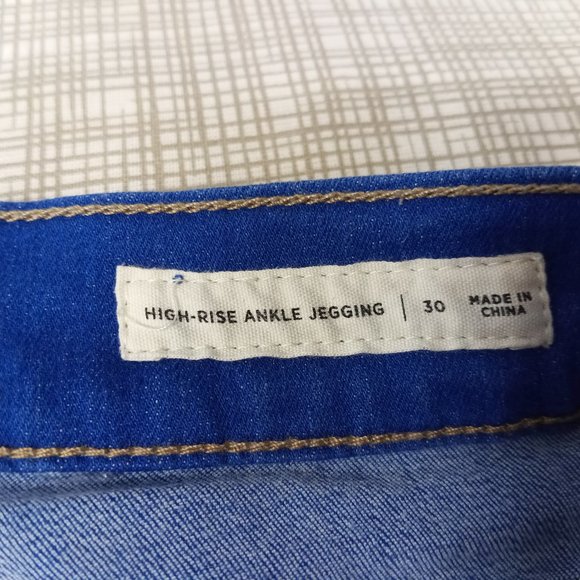 HIGH-RISE ANKLE JEGGING | 30 MADE IN
CHINA